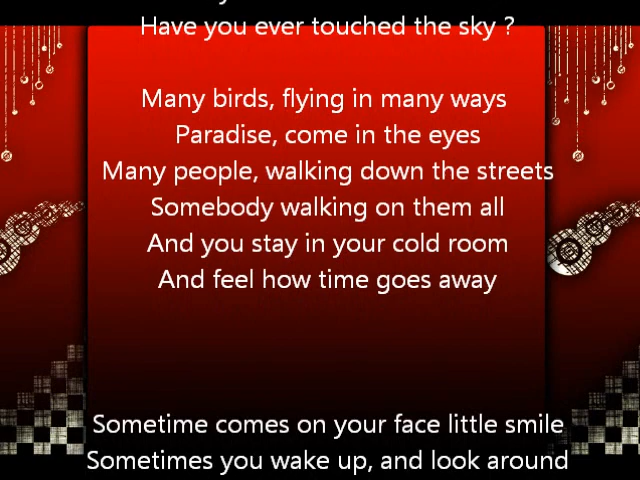 Have you ever touched the sky ?
Many birds, flying in many ways
Paradise, come in the eyes
Many people, walking down the streets
Somebody walking on them all
And you stay in your cold room
And feel how time goes away
Sometime comes on your face little smile
Sometimes you wake up, and look around